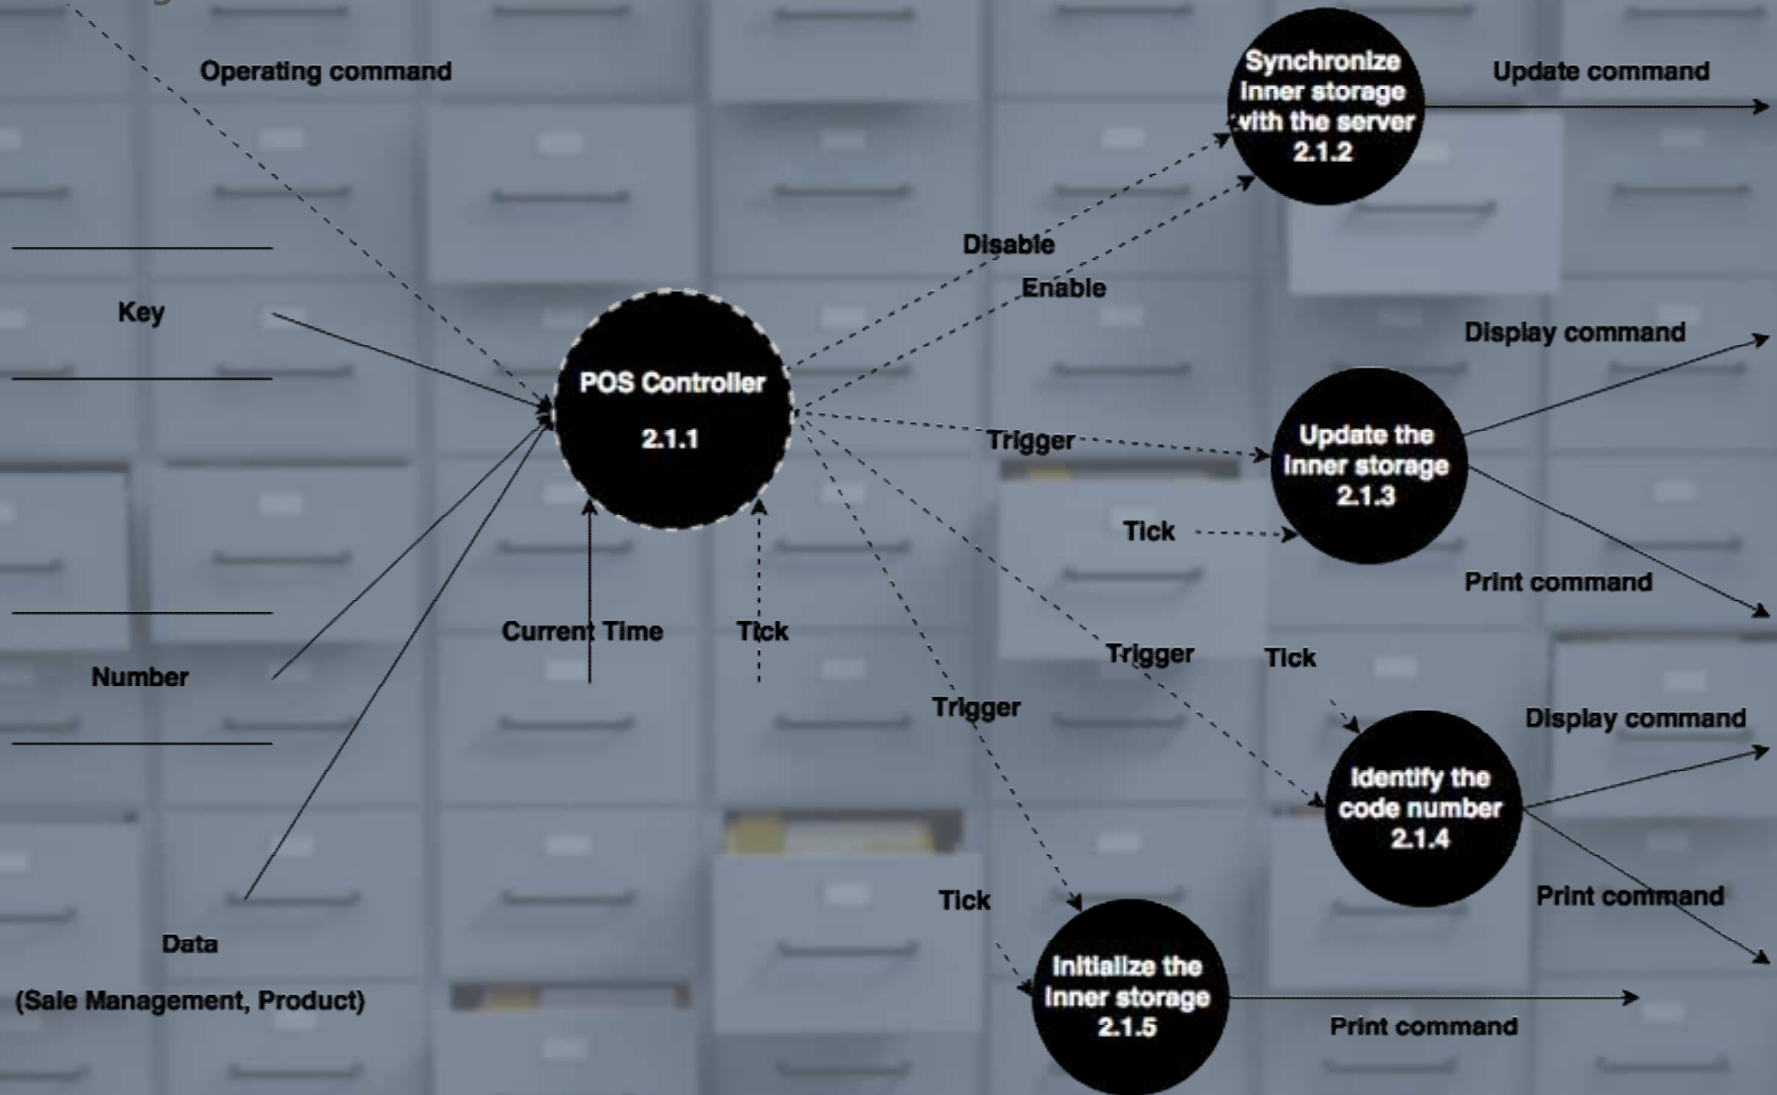 Operating command
Synchronize
inner storage
with the server
2.1.2
Update command
Disable
Enable
Key
POS Controller
2.1.1
Display command
Trigger
Update the
inner storage
2.1.3
Tick
Print command
Current Time
Tick
Trigger
Tick
Number
Trigger
Display command
Identify the
code number
2.1.4
Print command
Tick
Data
Initialize the
inner storage
2.1.5
(Sale Management, Product)
Print command